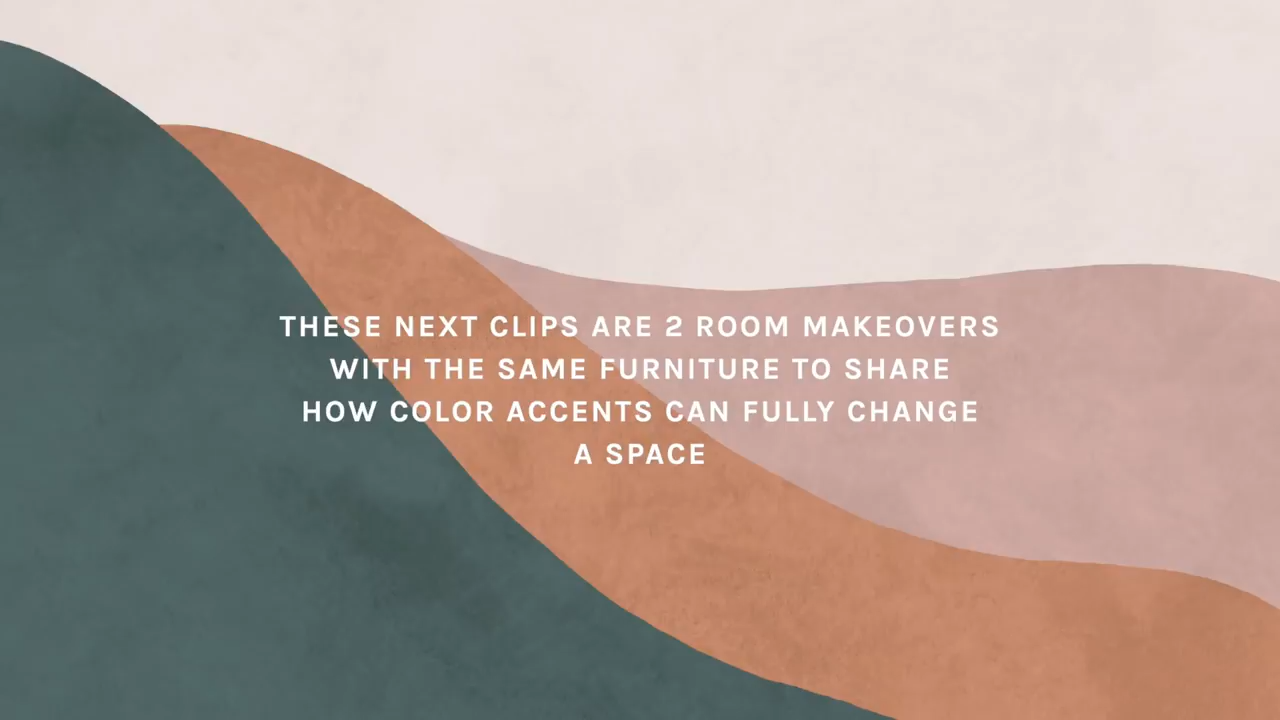 THESE NEXT CLIPS ARE 2 ROOM MAKEOVERS
WITH THE SAME FURNITURE TO SHARE
HOW COLOR ACCENTS CAN FULLY CHANGE
A SPACE